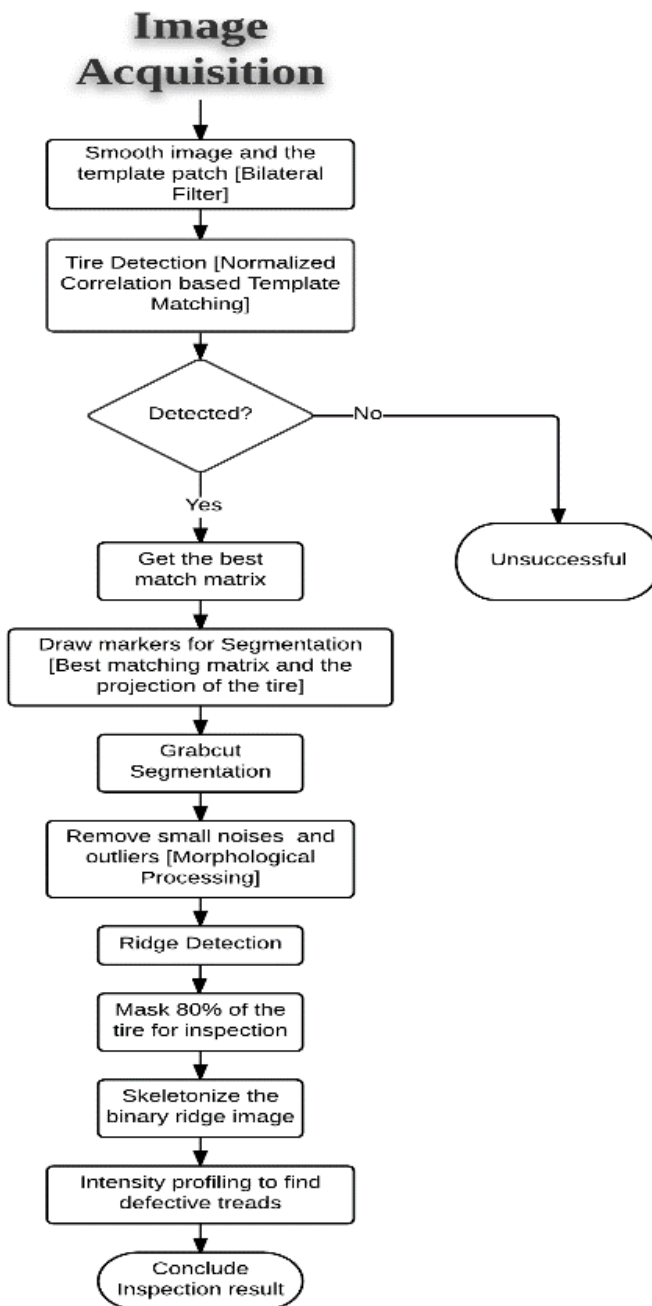 Image
Acquisition
Smooth image and the
template patch [Bilateral
Filter]
Tire Detection [Normalized
Correlation based Template
Matching]
Detected?
No
Yes
Unsuccessful
Get the best
match matrix
Draw markers for Segmentation
[Best matching matrix and the
projection of the tire]
Grabcut
Segmentation
Remove small noises and
outliers [Morphological
Processing]
Ridge Detection
Mask 80% of the
tire for inspection
Skeletonize the
binary ridge image
Intensity profiling to find
defective treads
Conclude
Inspection result